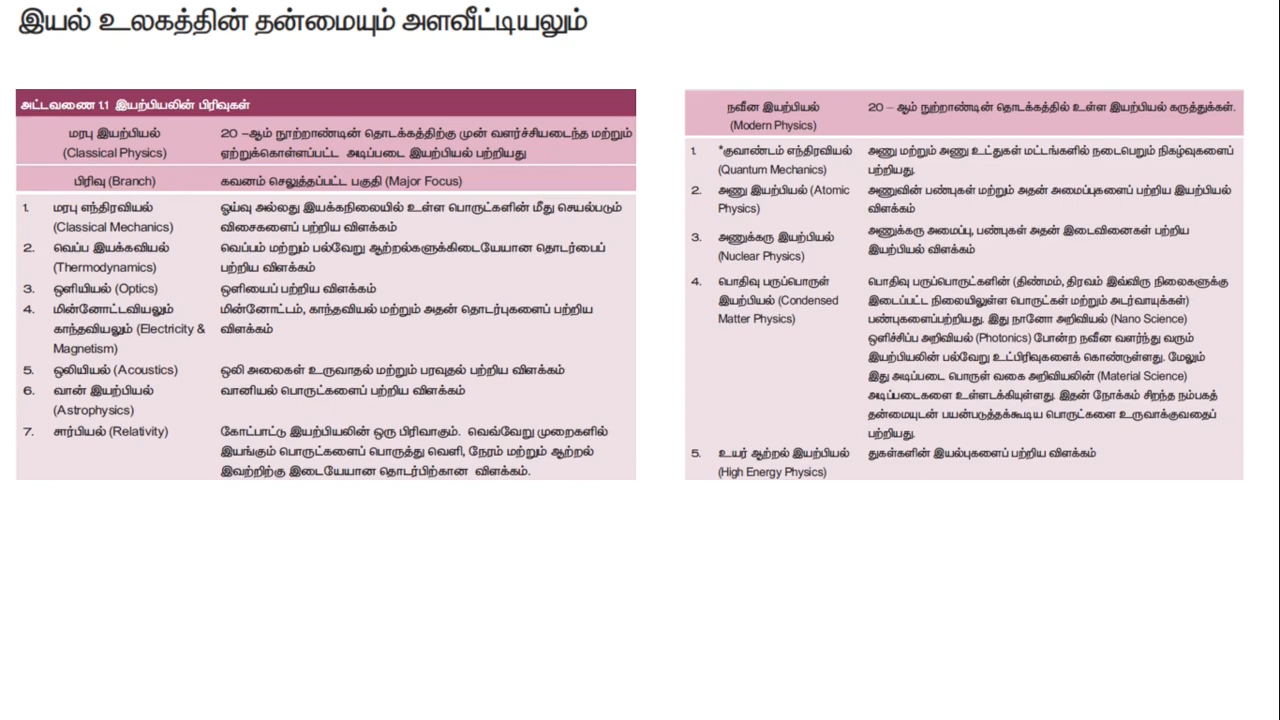 இயல் உலகத்தின் தன்மையும் அளவீட்டியலும்
அட்டவணை 1.1 இயற்பியலின் பிரிவுகள்
மரபு இயற்பியல் 20 –ஆம் நூற்றாண்டின் தொடக்கத்திற்கு முன் வளர்ச்சியடைந்த மற்றும்
(Classical Physics) ஏற்றுக்கொள்ளப்பட்ட அடிப்படை இயற்பியல் பற்றியது
பிரிவு (Branch) கவனம் செலுத்தப்பட்ட பகுதி (Major Focus)
1. மரபு எந்திரவியல் ஓய்வு அல்லது இயக்கநிலையில் உள்ள பொருட்களின் மீது செயல்படும்
(Classical Mechanics) விசைகளைப் பற்றிய விளக்கம்
2. வெப்ப இயக்கவியல் வெப்பம் மற்றும் பல்வேறு ஆற்றல்களுக்கிடையேயான தொடர்பைப்
(Thermodynamics) பற்றிய விளக்கம்
3. ஒளியியல் (Optics) ஒளியைப் பற்றிய விளக்கம்
4. மின்னோட்டவியலும் மின்னோட்டம், காந்தவியல் மற்றும் அதன் தொடர்புகளைப் பற்றிய
காந்தவியலும் (Electricity & விளக்கம்
Magnetism)
5. ஒலியியல் (Acoustics) ஒலி அலைகள் உருவாதல் மற்றும் பரவுதல் பற்றிய விளக்கம்
6. வான் இயற்பியல் வானியல் பொருட்களைப் பற்றிய விளக்கம்
(Astrophysics)
7. சார்பியல் (Relativity) கோட்பாட்டு இயற்பியலின் ஒரு பிரிவாகும். வெவ்வேறு முறைகளில்
இயங்கும் பொருட்களைப் பொருத்து வெளி, நேரம் மற்றும் ஆற்றல்
இவற்றிற்கு இடையேயான தொடர்பிற்கான விளக்கம்.
நவீன இயற்பியல் 20 – ஆம் நுற்றாண்டின் தொடக்கத்தில் உள்ள இயற்பியல் கருத்துக்கள்.
(Modern Physics)
1. *குவாண்டம் எந்திரவியல் அணு மற்றும் அணு உட்துகள் மட்டங்களில் நடைபெறும் நிகழ்வுகளைப்
(Quantum Mechanics) பற்றியது.
2. அணு இயற்பியல் (Atomic அணுவின் பண்புகள் மற்றும் அதன் அமைப்புகளைப் பற்றிய இயற்பியல்
Physics) விளக்கம்
3. அணுக்கரு இயற்பியல் அணுக்கரு அமைப்பு, பண்புகள் அதன் இடைவினைகள் பற்றிய
(Nuclear Physics) இயற்பியல் விளக்கம்
4. பொதிவு பருப்பொருள் பொதிவு பருப்பொருட்களின் (திண்மம், திரவம் இவ்விரு நிலைகளுக்கு
இயற்பியல் (Condensed இடைப்பட்ட நிலையிலுள்ள பொருட்கள் மற்றும் அடர்வாயுக்கள்)
Matter Physics) பண்புகளைப்பற்றியது. இது நானோ அறிவியல் (Nano Science)
ஒளிச்சிப்ப அறிவியல் (Photonics) போன்ற நவீன வளர்ந்து வரும்
இயற்பியலின் பல்வேறு உட்பிரிவுகளைக் கொண்டுள்ளது. மேலும்
இது அடிப்படை பொருள் வகை அறிவியலின் (Material Science)
அடிப்படைகளை உள்ளடக்கியுள்ளது. இதன் நோக்கம் சிறந்த நம்பகத்
தன்மையுடன் பயன்படுத்தக்கூடிய பொருட்களை உருவாக்குவதைப்
பற்றியது.
5. உயர் ஆற்றல் இயற்பியல் துகள்களின் இயல்புகளைப் பற்றிய விளக்கம்
(High Energy Physics)